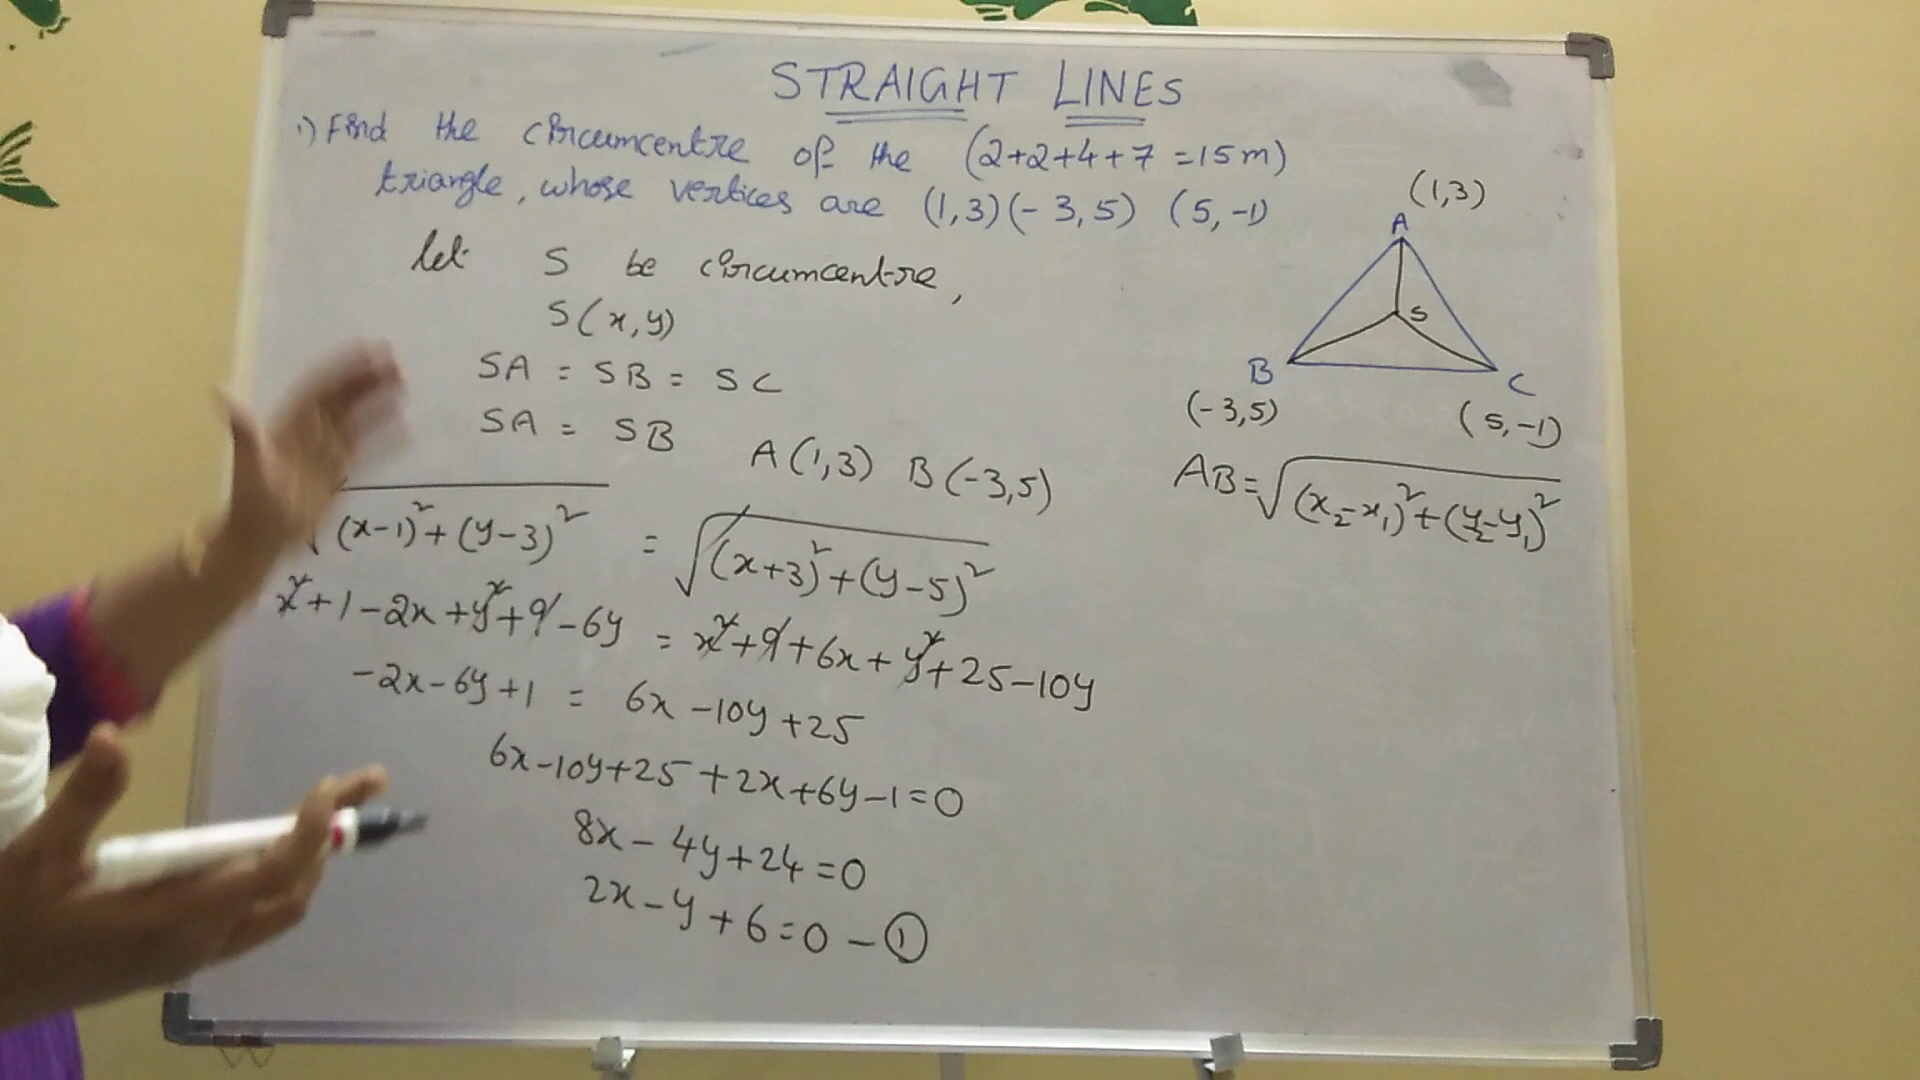 STRAIGHT LINES
1) Find the circumcentre of the (2+2+4+7 =15m)
triangle, whose vertices are (1,3)(-3,5) (5,-1)
let S be circumcentre,
S(x,y)
SA = SB = SC
SA = SB
A(1,3) B(-3,5)
√(x-1)²+(y-3)² = √(x+3)²+(y-5)²
x²+1-2x+y²+9-6y = x²+9+6x+y²+25-10y
-2x-6y+1 = 6x-10y+25
6x-10y+25+2x+6y-1=0
8x-4y+24=0
2x-y+6=0 - ①
(1,3)
A
S
B C
(-3,5) (5,-1)
AB=√(x₂-x₁)²+(y₂-y₁)²